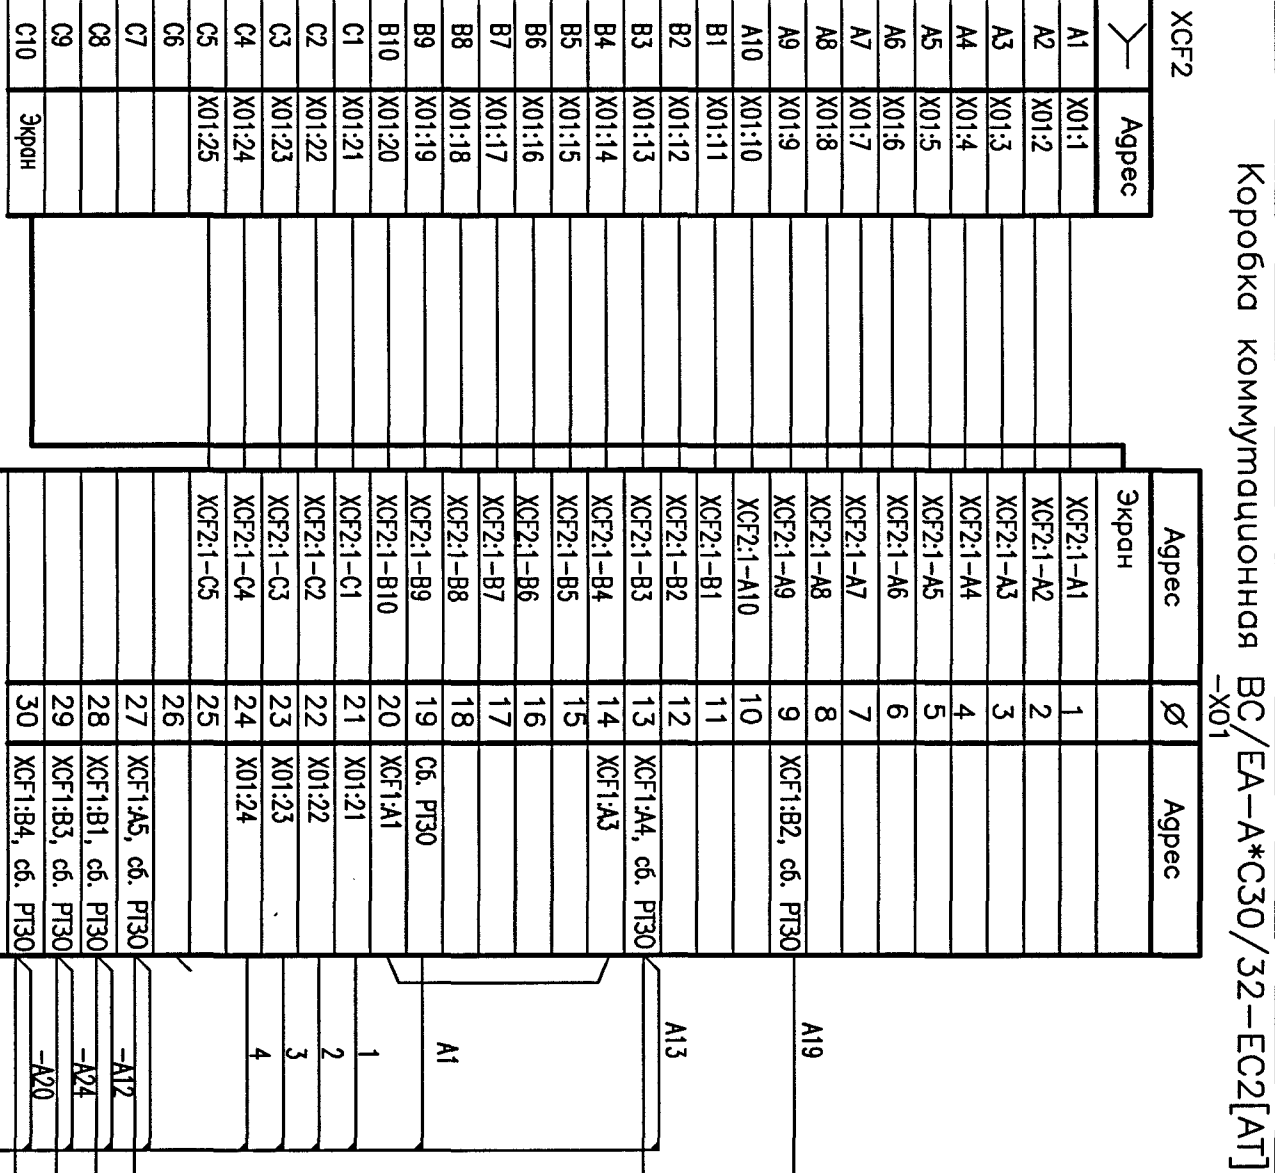 Коробка коммутационная ВС/ЕА-А*С30/32-ЕС2[АТ]
-X01
XCF2
Адрес
A1 X01:1
A2 X01:2
A3 X01:3
A4 X01:4
A5 X01:5
A6 X01:6
A7 X01:7
A8 X01:8
A9 X01:9
A10 X01:10
B1 X01:11
B2 X01:12
B3 X01:13
B4 X01:14
B5 X01:15
B6 X01:16
B7 X01:17
B8 X01:18
B9 X01:19
B10 X01:20
C1 X01:21
C2 X01:22
C3 X01:23
C4 X01:24
C5 X01:25
C6
C7
C8
C9
C10 Экран
Адрес Ø Адрес
Экран
XCF2:1-A1 1
XCF2:1-A2 2
XCF2:1-A3 3
XCF2:1-A4 4
XCF2:1-A5 5
XCF2:1-A6 6
XCF2:1-A7 7
XCF2:1-A8 8
XCF2:1-A9 9 XCF1:B2, сб. РТ30
XCF2:1-A10 10
XCF2:1-B1 11
XCF2:1-B2 12
XCF2:1-B3 13 XCF1:A4, сб. РТ30
XCF2:1-B4 14 XCF1:A3
XCF2:1-B5 15
XCF2:1-B6 16
XCF2:1-B7 17
XCF2:1-B8 18
XCF2:1-B9 19 Сб. РТ30
XCF2:1-B10 20 XCF1:A1
XCF2:1-C1 21 X01:21
XCF2:1-C2 22 X01:22
XCF2:1-C3 23 X01:23
XCF2:1-C4 24 X01:24
XCF2:1-C5 25
26
27 XCF1:A5, сб. РТ30
28 XCF1:B1, сб. РТ30
29 XCF1:B3, сб. РТ30
30 XCF1:B4, сб. РТ30
A19
A13
A1
1
2
3
4
-A12
-A24
-A20